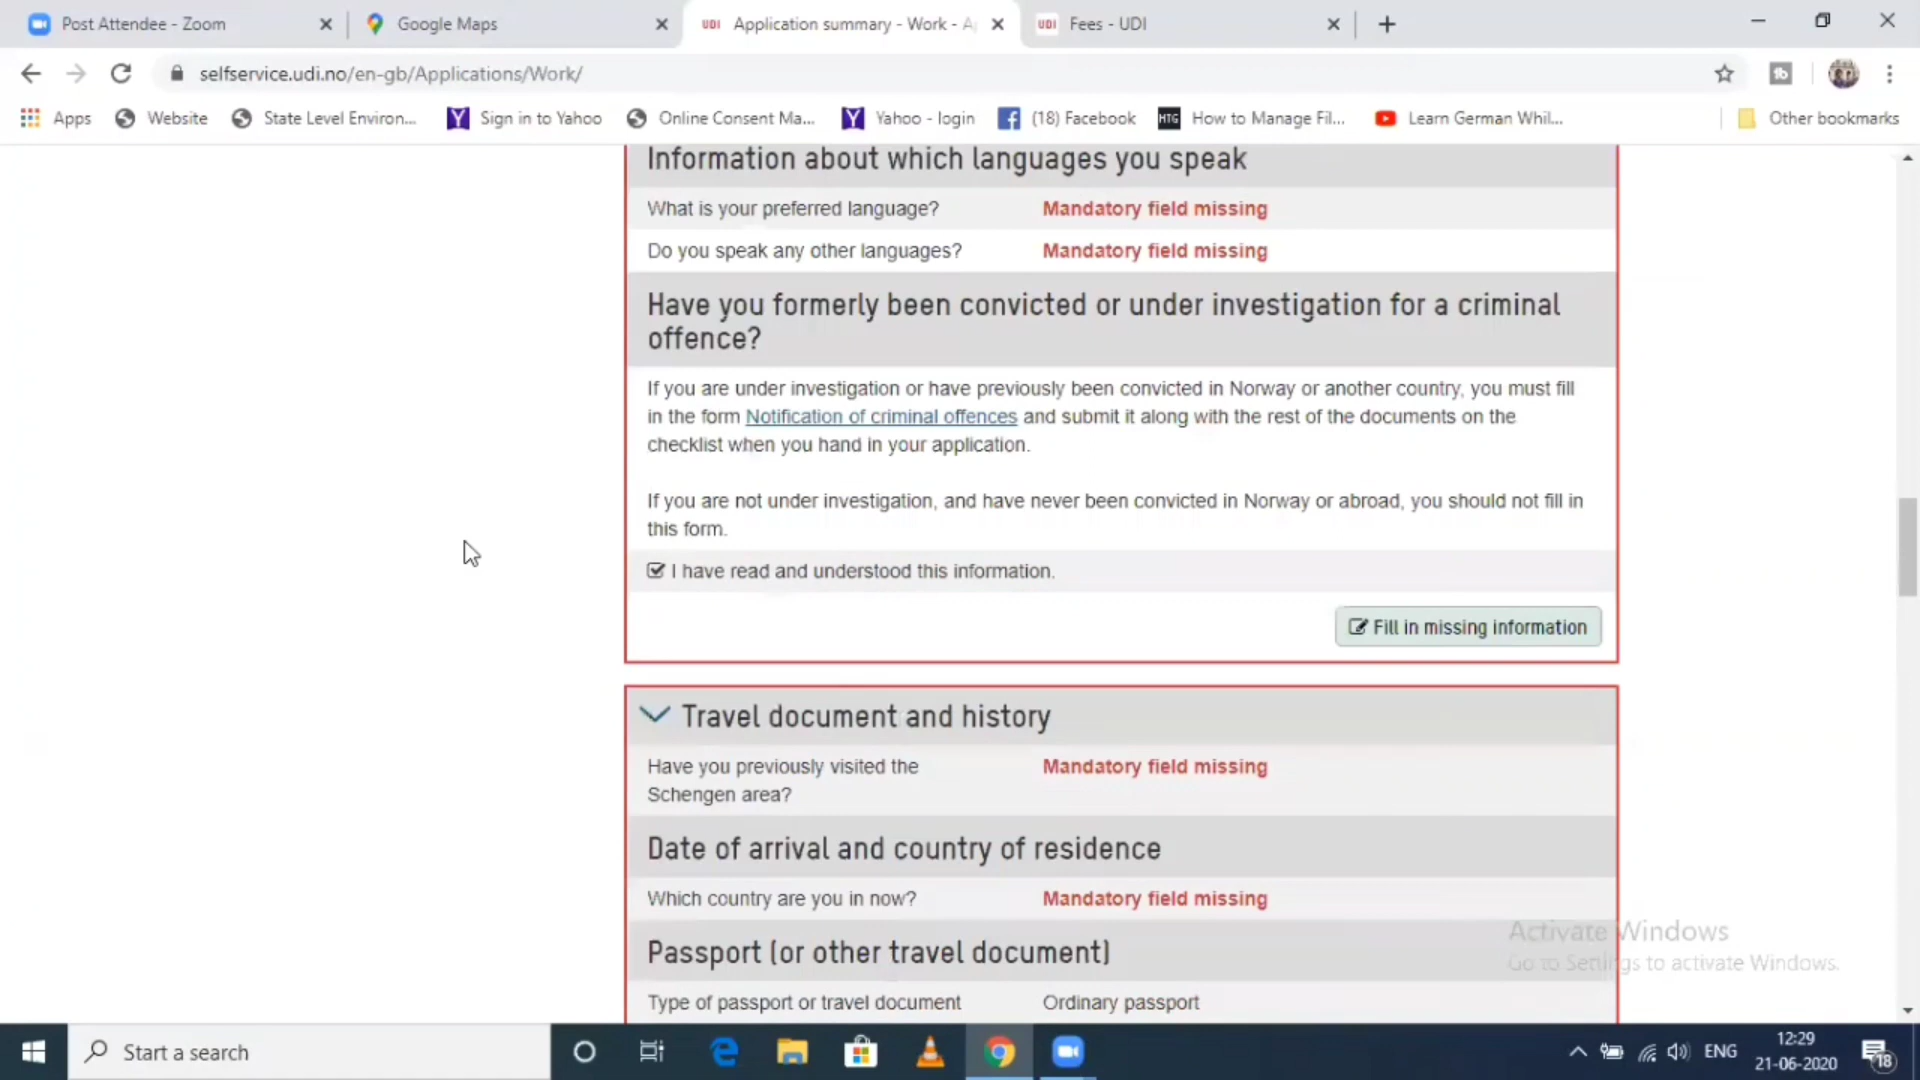 Post Attendee - Zoom
Google Maps
UDI Application summary - Work - A
UDI Fees - UDI
selfservice.udi.no/en-gb/Applications/Work/
Apps
Website
State Level Environ...
Sign in to Yahoo
Online Consent Ma...
Yahoo - login
(18) Facebook
HTG How to Manage Fil...
Learn German Whil...
Other bookmarks
Information about which languages you speak
What is your preferred language? Mandatory field missing
Do you speak any other languages? Mandatory field missing
Have you formerly been convicted or under investigation for a criminal
offence?
If you are under investigation or have previously been convicted in Norway or another country, you must fill
in the form Notification of criminal offences and submit it along with the rest of the documents on the
checklist when you hand in your application.
If you are not under investigation, and have never been convicted in Norway or abroad, you should not fill in
this form.
I have read and understood this information.
Fill in missing information
Travel document and history
Have you previously visited the Mandatory field missing
Schengen area?
Date of arrival and country of residence
Which country are you in now? Mandatory field missing
Passport (or other travel document)
Activate Windows
Go to Settings to activate Windows.
Type of passport or travel document Ordinary passport
Start a search
ENG
12:29
21-06-2020
18